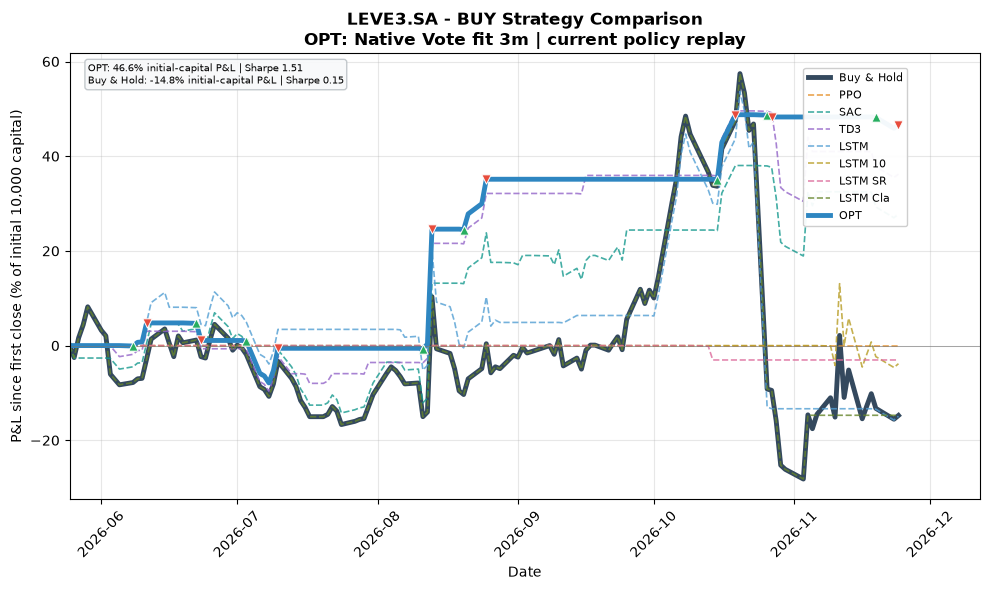 LEVE3.SA - BUY Strategy Comparison
OPT: Native Vote fit 3m | current policy replay
OPT: 46.6% initial-capital P&L | Sharpe 1.51
Buy & Hold: -14.8% initial-capital P&L | Sharpe 0.15
Buy & Hold
PPO
SAC
TD3
LSTM
LSTM 10
LSTM SR
LSTM Cla
OPT
P&L since first close (% of initial 10,000 capital)
60
40
20
0
−20
2026-06
2026-07
2026-08
2026-09
2026-10
2026-11
2026-12
Date